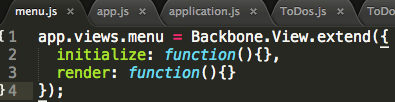 menu.js app.js application.js ToDos.js ToDo
1 app.views.menu = Backbone.View.extend({
2 initialize: function(){},
3 render: function(){}
4 });